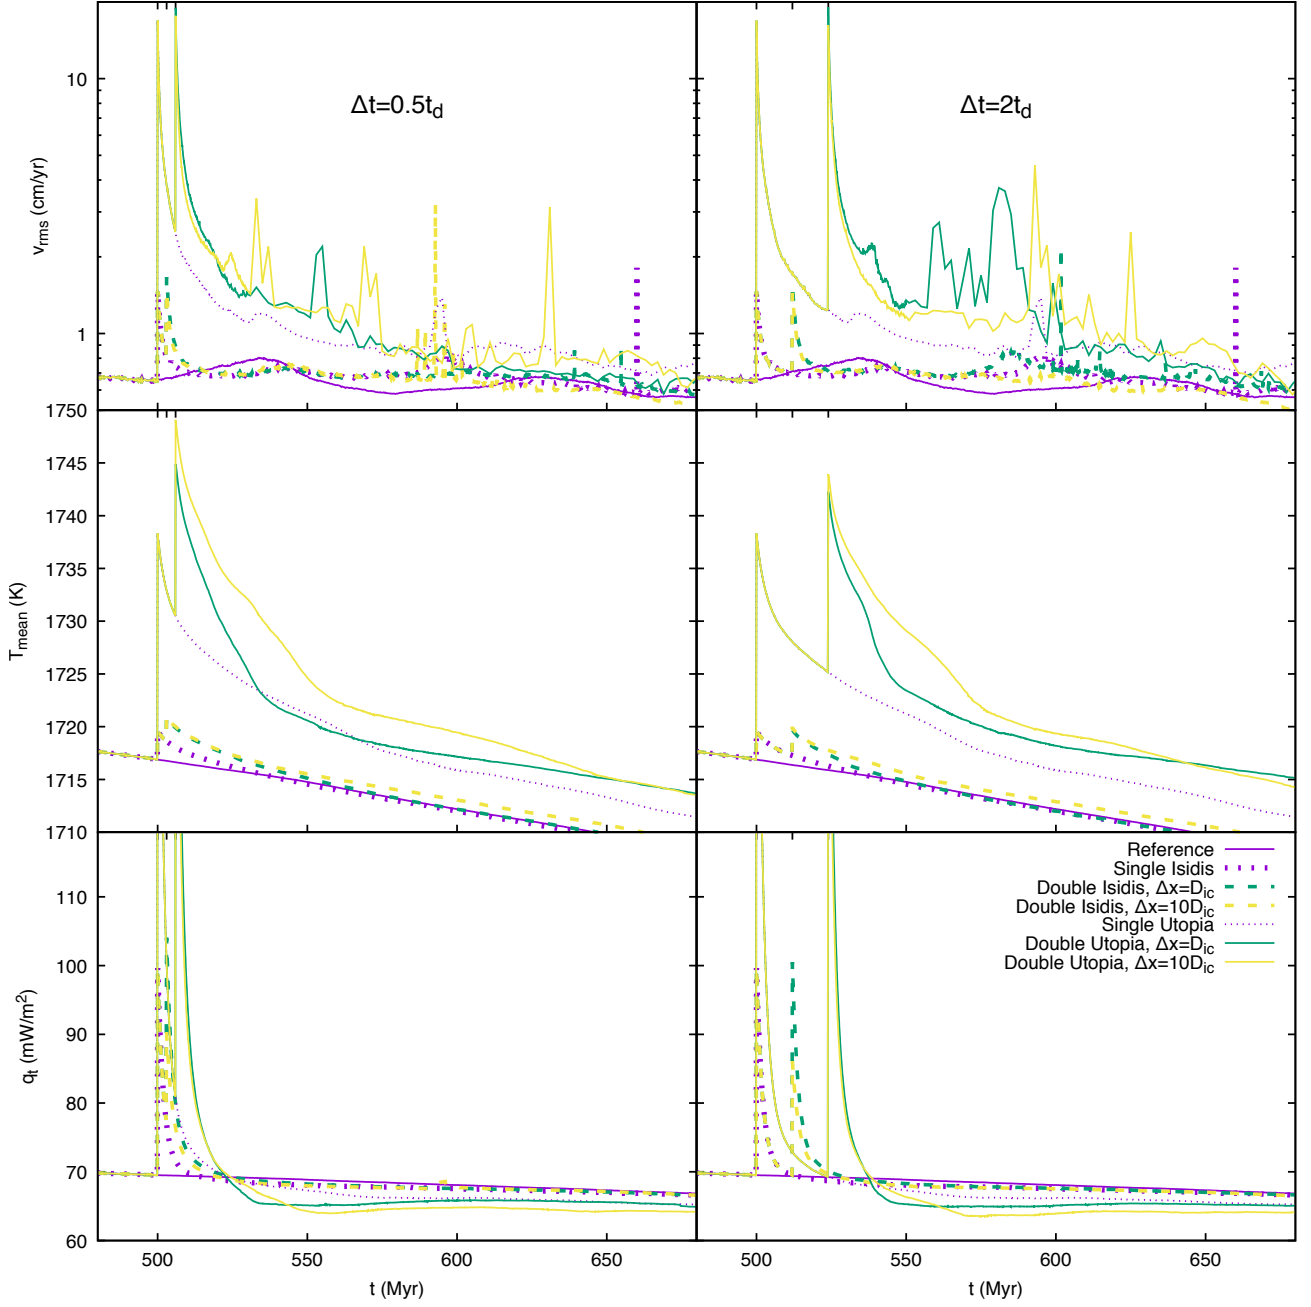 Δt=0.5t_d
Δt=2t_d
v_rms (cm/yr)
10
1
T_mean (K)
1750
1745
1740
1735
1730
1725
1720
1715
1710
q_t (mW/m²)
110
100
90
80
70
60
Reference
Single Isidis
Double Isidis, Δx=D_ic
Double Isidis, Δx=10D_ic
Single Utopia
Double Utopia, Δx=D_ic
Double Utopia, Δx=10D_ic
500 550 600 650
500 550 600 650
t (Myr)
t (Myr)